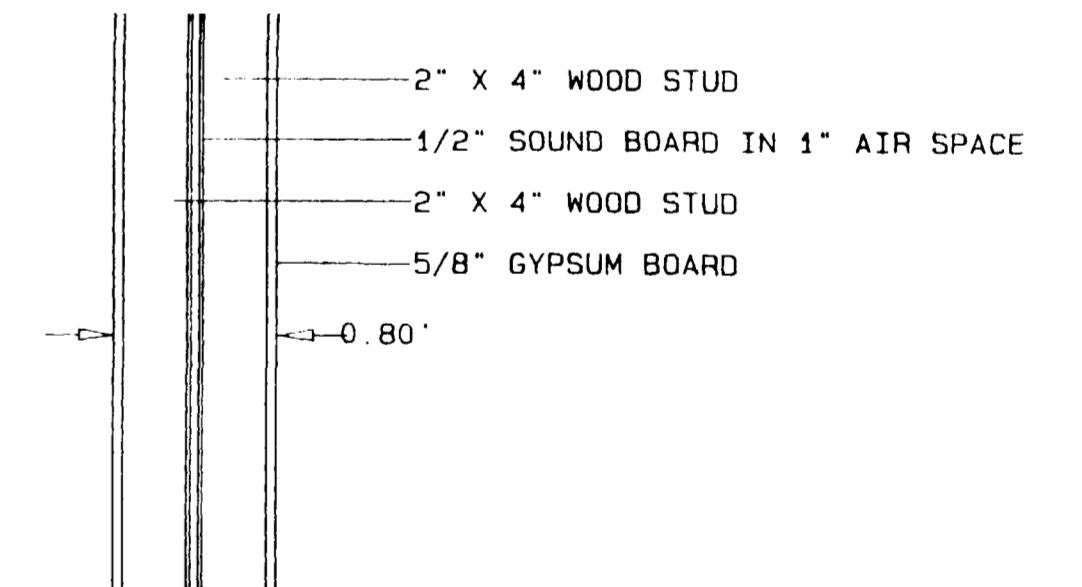 2" X 4" WOOD STUD
1/2" SOUND BOARD IN 1" AIR SPACE
2" X 4" WOOD STUD
5/8" GYPSUM BOARD
0.80'